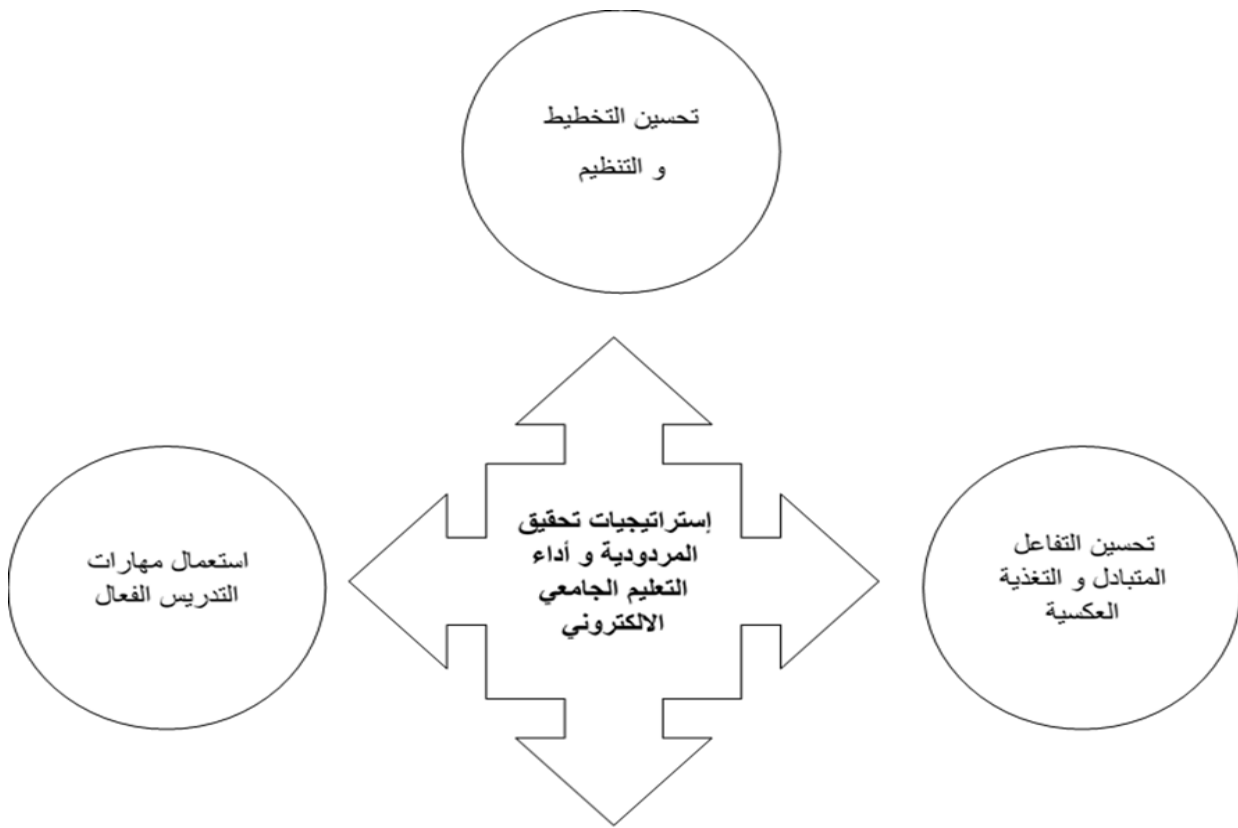 تحسين التخطيط
و التنظيم
إستراتيجيات تحقيق
المردودية و أداء
التعليم الجامعي
الالكتروني
تحسين التفاعل
المتبادل و التغذية
العكسية
استعمال مهارات
التدريس الفعال